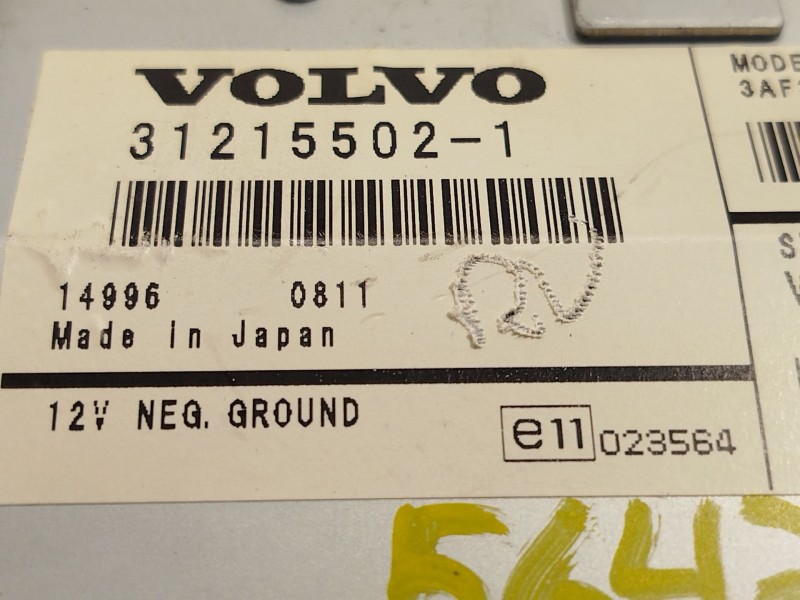 VOLVO
31215502-1
14996 0811
Made in Japan
12V NEG. GROUND
e11 023564